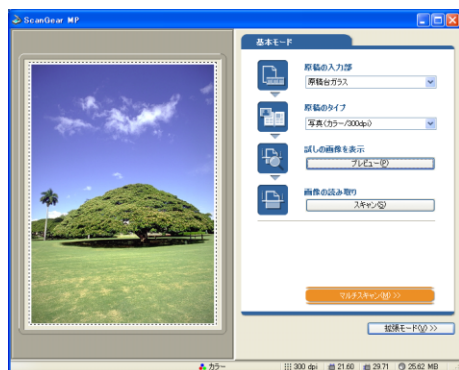 ScanGear MP
基本モード
原稿の入力部
原稿台ガラス
原稿のタイプ
写真(カラー/300dpi)
試しの画像を表示
プレビュー(P)
画像の読み取り
スキャン(S)
マルチスキャン(M) >>
拡張モード(V) >>
カラー
300 dpi
21.60
29.71
25.62 MB